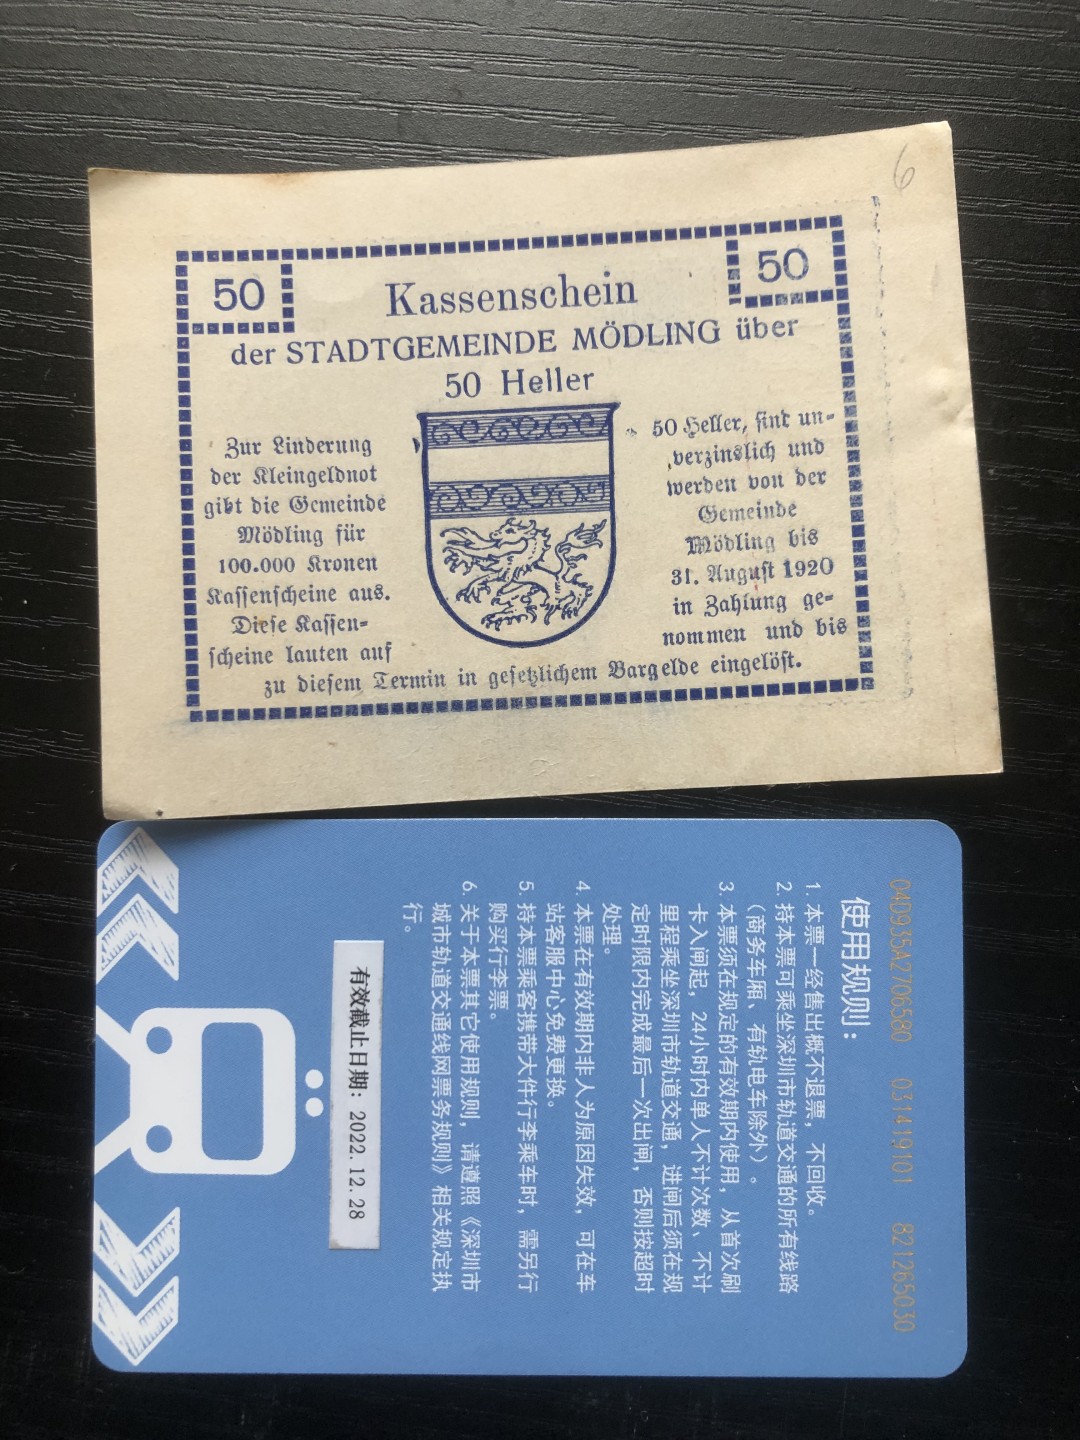 6
50
50
Kassenschein
der STADTGEMEINDE MÖDLING über
50 Heller
Zur Linderung
der Kleingeldnot
gibt die Gemeinde
Mödling für
100.000 Kronen
Kassenscheine aus.
Diese Kassen-
scheine lauten auf
50 Heller, sind un-
verzinslich und
werden von der
Gemeinde
Mödling bis
31. August 1920
in Zahlung ge-
nommen und bis
zu diesem Termin in gesetzlichem Bargelde eingelöst.
04D935A2706580 031419101 821265030
使用规则：
1. 本票一经售出概不退票，不回收。
2. 持本票可乘坐深圳市轨道交通的所有线路
（商务车厢、有轨电车除外）。
3. 本票须在规定的有效期内使用，从首次刷
卡入闸起，24小时内单人不计次数、不计
里程乘坐深圳市轨道交通，进闸后须在规
定时限内完成最后一次出闸，否则按超时
处理。
4. 本票在有效期内非人为原因失效，可在车
站客服中心免费更换。
5. 持本票乘客携带大件行李乘车时，需另行
购买行李票。
6. 关于本票其它使用规则，请遵照《深圳市
城市轨道交通线网票务规则》相关规定执
行。
有效截止日期：2022.12.28